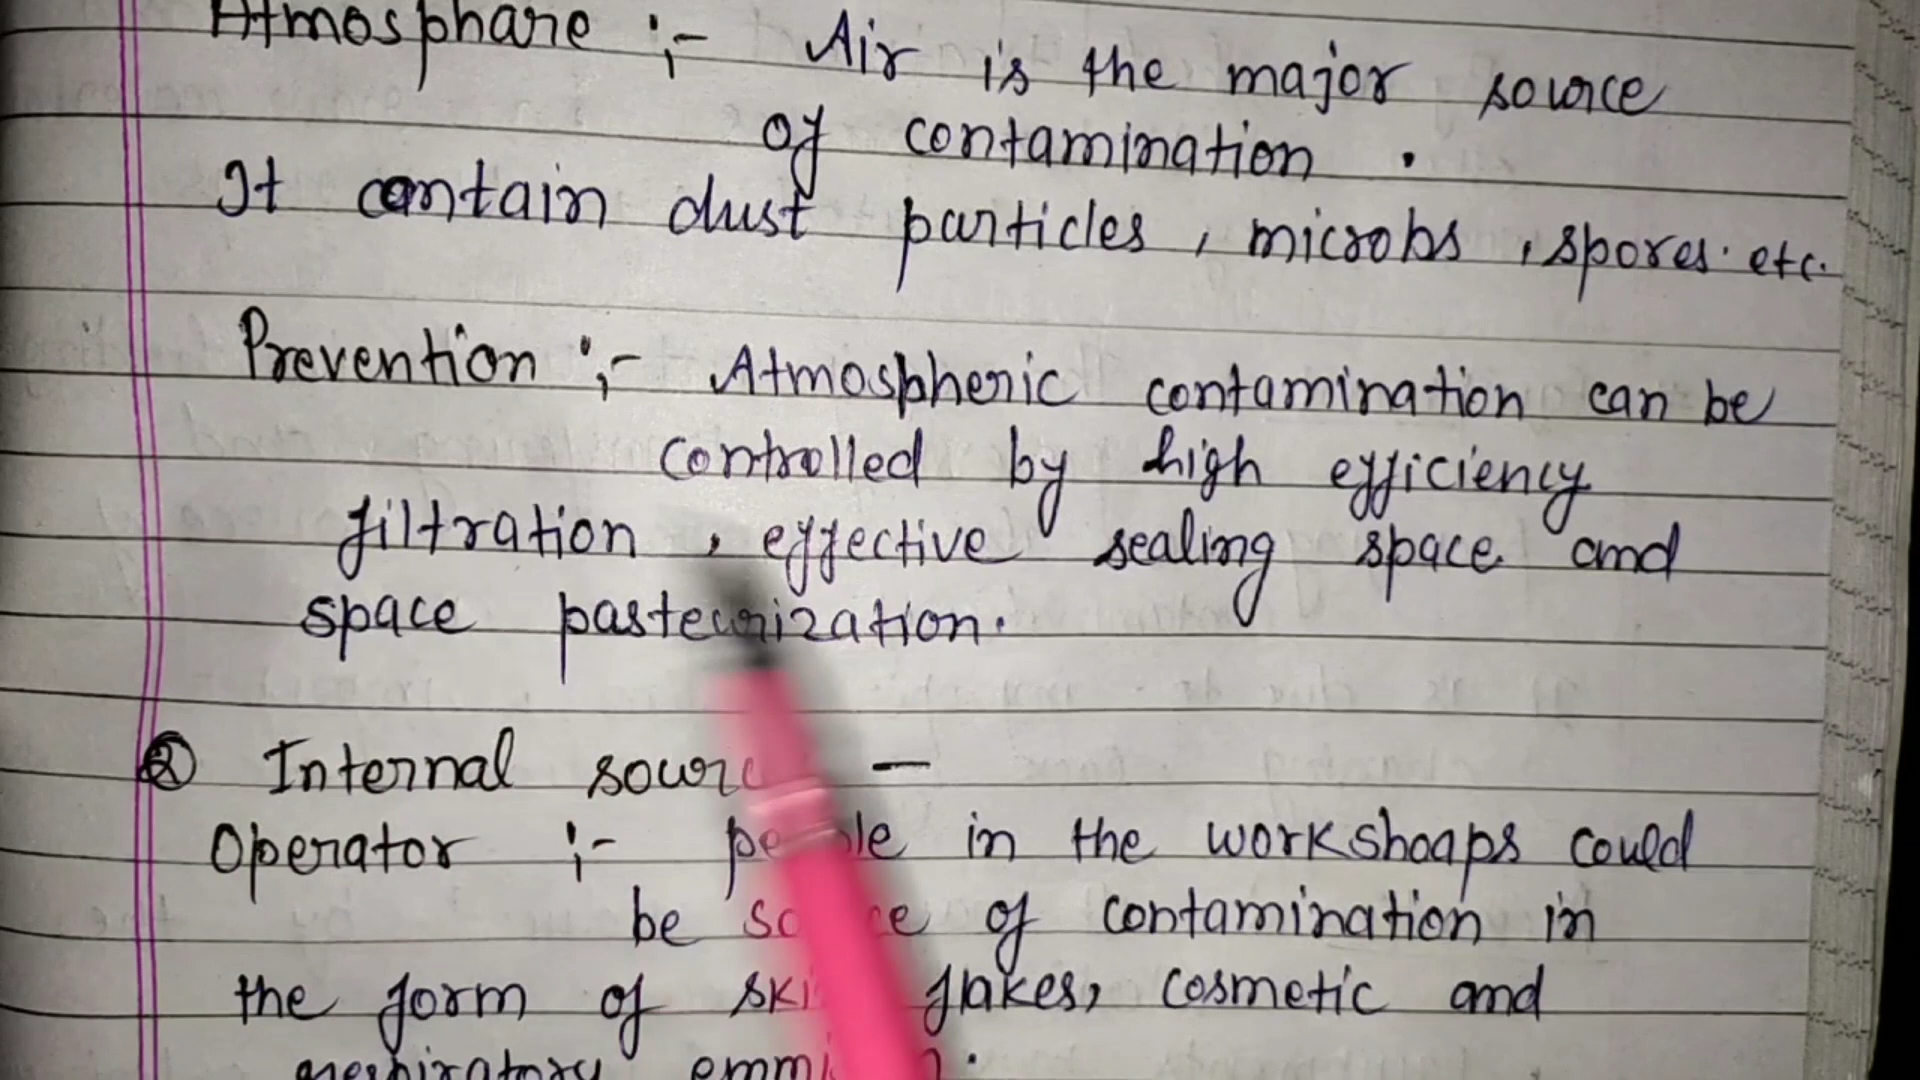 Atmosphare :- Air is the major source
of contamination .
It contain dust particles , microbs , spores. etc.
Prevention :- Atmospheric contamination can be
controlled by high efficiency
filtration , effective sealing space and
space pasteurization.
② Internal —
Operator :- in the workshoaps could
be of contamination in
the form of flakes, cosmetic and
respiratory